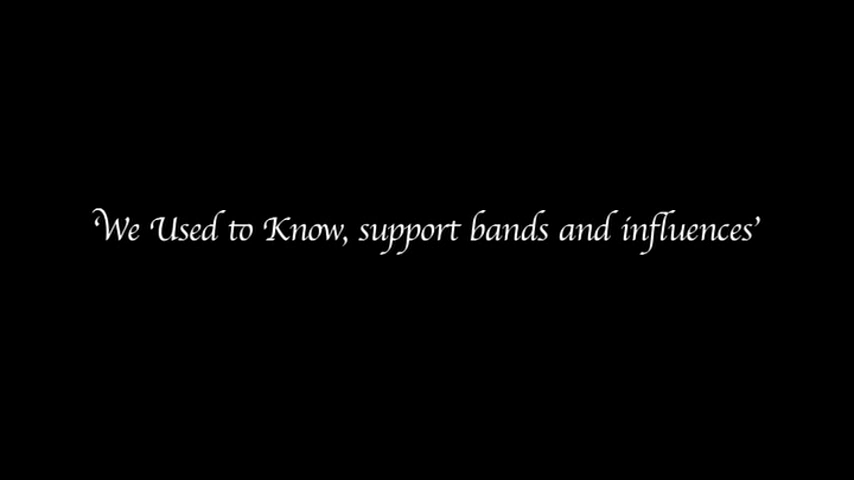 ‘We Used to Know, support bands and influences’